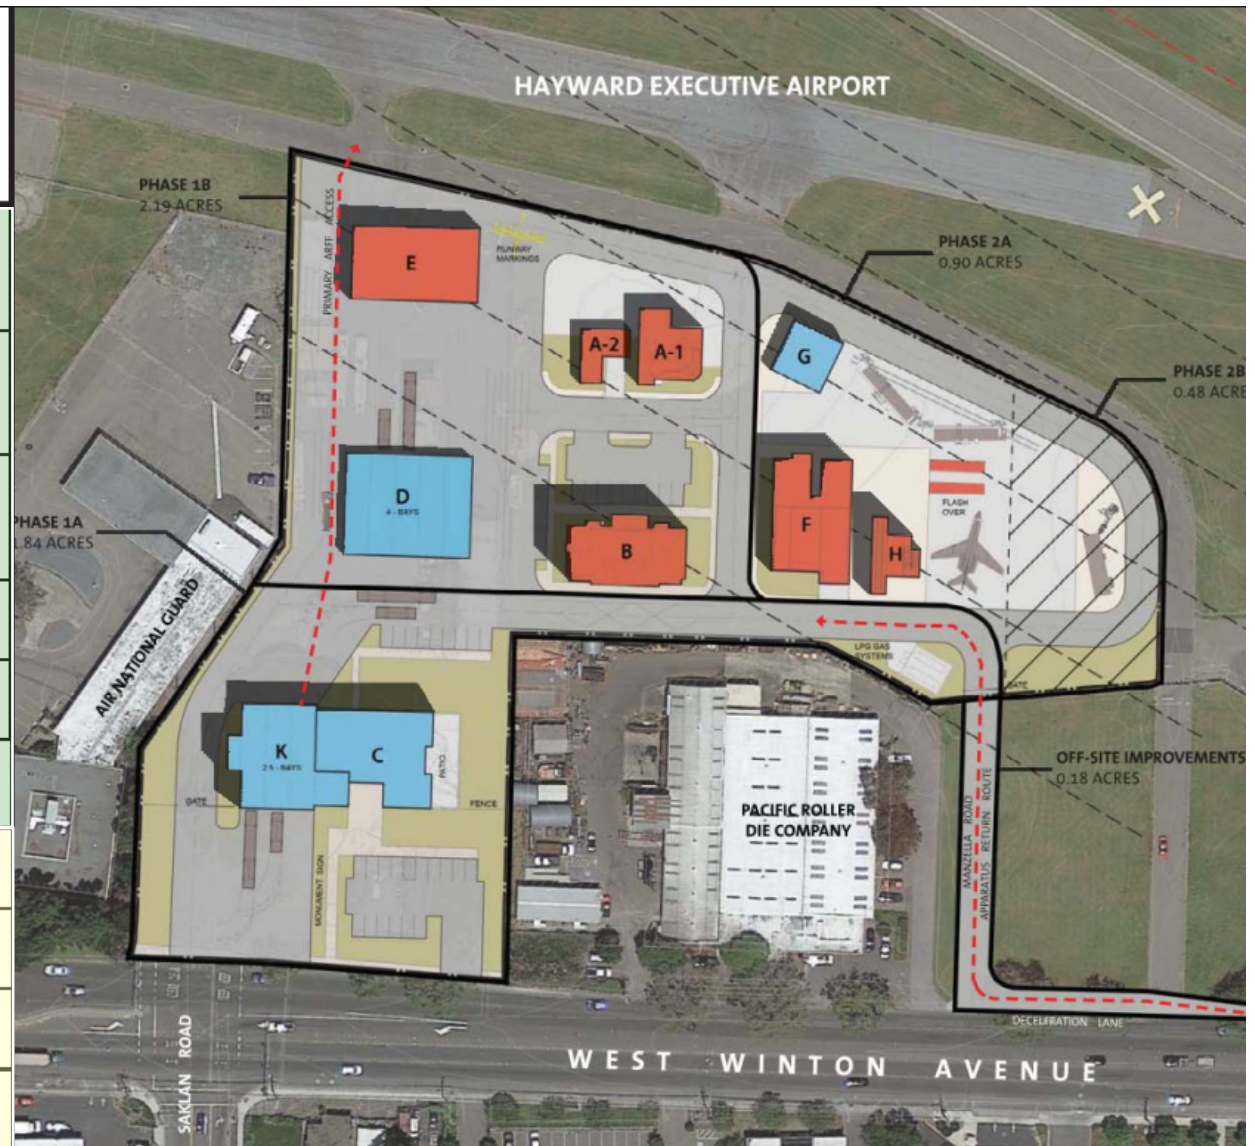 HAYWARD EXECUTIVE AIRPORT
PHASE 1B
2.19 ACRES
PRIMARY ARFF ACCESS
RUNWAY
MARKINGS
PHASE 2A
0.90 ACRES
E
A-2
A-1
G
PHASE 2B
0.48 ACRE
D
4 - BAYS
FLASH
OVER
PHASE 1A
1.84 ACRES
B
F
H
AIR NATIONAL GUARD
LPG GAS
SYSTEMS
GATE
K
2.5 - BAYS
C
PATIO
OFF-SITE IMPROVEMENTS
0.18 ACRES
GATE
FENCE
PACIFIC ROLLER
DIE COMPANY
MANZELLA ROAD
APPARATUS RETURN ROUTE
MONUMENT SIGN
DECELERATION LANE
SAKLAN ROAD
WEST WINTON AVENUE